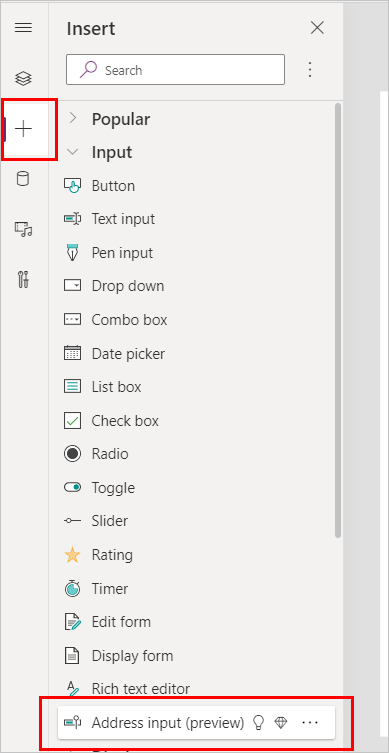 Insert
Search
Popular
Input
Button
Text input
Pen input
Drop down
Combo box
Date picker
List box
Check box
Radio
Toggle
Slider
Rating
Timer
Edit form
Display form
Rich text editor
Address input (preview)